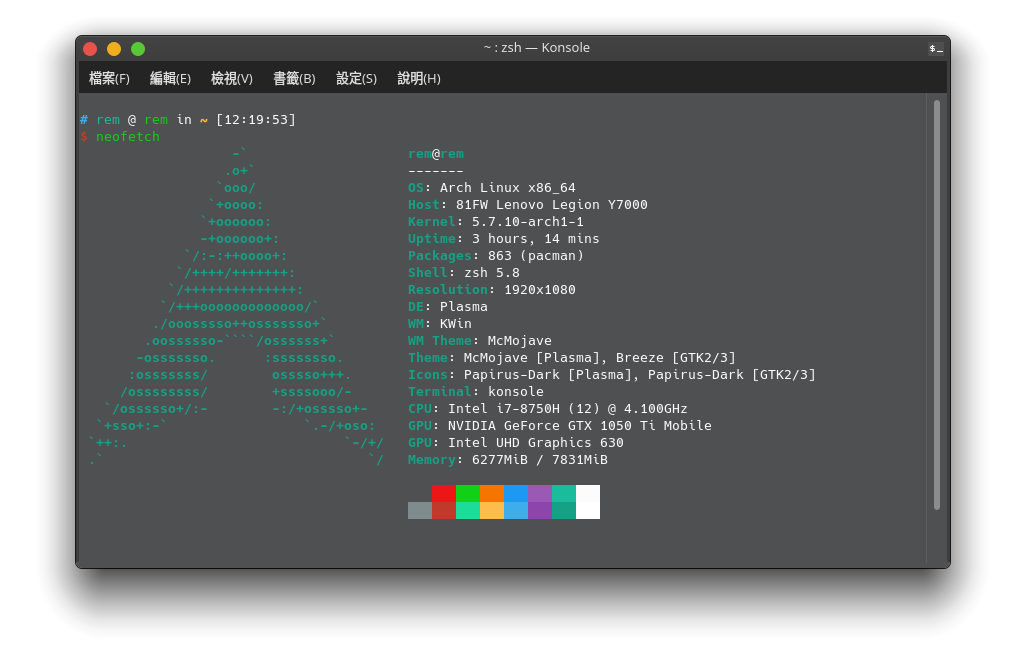 ~ : zsh — Konsole
$_
檔案(F) 編輯(E) 檢視(V) 書籤(B) 設定(S) 說明(H)
# rem @ rem in ~ [12:19:53]
$ neofetch
                   -`                    rem@rem
                  .o+`                   -------
                 `ooo/                   OS: Arch Linux x86_64
                `+oooo:                  Host: 81FW Lenovo Legion Y7000
               `+oooooo:                 Kernel: 5.7.10-arch1-1
               -+oooooo+:                Uptime: 3 hours, 14 mins
             `/:-:++oooo+:               Packages: 863 (pacman)
            `/++++/+++++++:              Shell: zsh 5.8
           `/++++++++++++++:             Resolution: 1920x1080
          `/+++ooooooooooooo/`           DE: Plasma
         ./ooosssso++osssssso+`          WM: KWin
        .oossssso-````/ossssss+`         WM Theme: McMojave
       -osssssso.      :ssssssso.        Theme: McMojave [Plasma], Breeze [GTK2/3]
      :osssssss/        osssso+++.       Icons: Papirus-Dark [Plasma], Papirus-Dark [GTK2/3]
     /ossssssss/        +ssssooo/-       Terminal: konsole
   `/ossssso+/:-        -:/+osssso+-     CPU: Intel i7-8750H (12) @ 4.100GHz
  `+sso+:-`                 `.-/+oso:    GPU: NVIDIA GeForce GTX 1050 Ti Mobile
 `++:.                           `-/+/   GPU: Intel UHD Graphics 630
 .`                                 `/   Memory: 6277MiB / 7831MiB